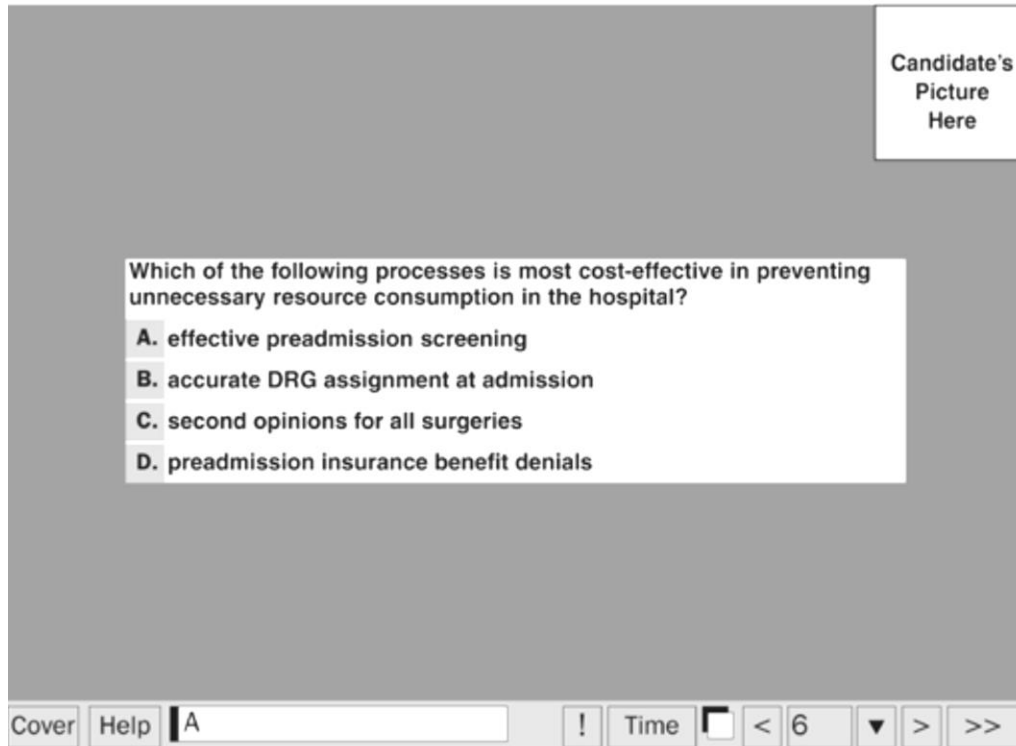 Candidate's
Picture
Here
Which of the following processes is most cost-effective in preventing
unnecessary resource consumption in the hospital?
A. effective preadmission screening
B. accurate DRG assignment at admission
C. second opinions for all surgeries
D. preadmission insurance benefit denials
Cover Help A ! Time < 6 ▼ > >>